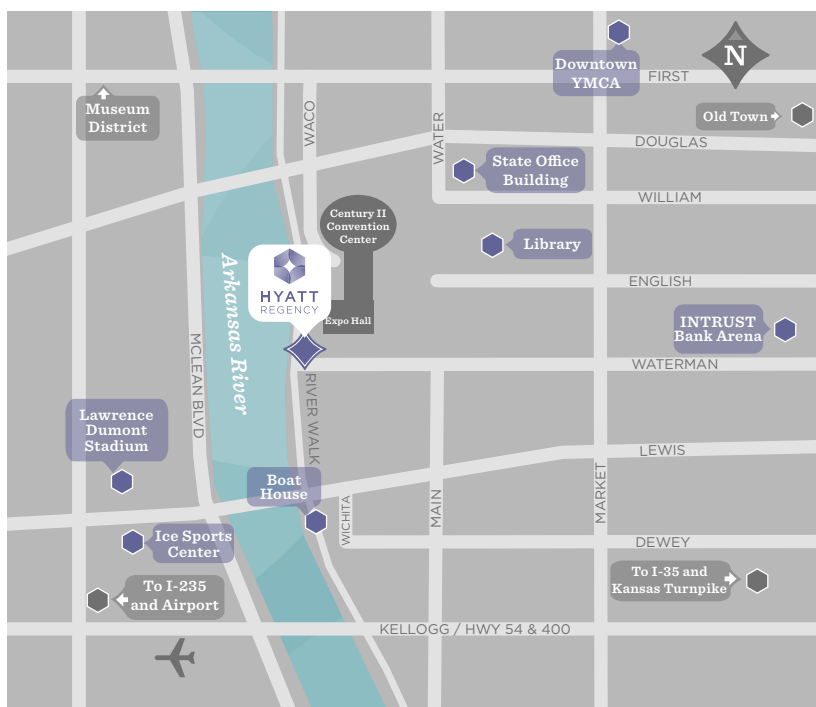 Downtown
YMCA
N
FIRST
Museum
District
Old Town
WACO
WATER
DOUGLAS
State Office
Building
WILLIAM
Century II
Convention
Center
Library
Arkansas River
HYATT
REGENCY
ENGLISH
Expo Hall
INTRUST
Bank Arena
MCLEAN BLVD
WATERMAN
RIVER WALK
Lawrence
Dumont
Stadium
LEWIS
Boat
House
WICHITA
MAIN
MARKET
Ice Sports
Center
DEWEY
To I-235
and Airport
To I-35 and
Kansas Turnpike
KELLOGG / HWY 54 & 400